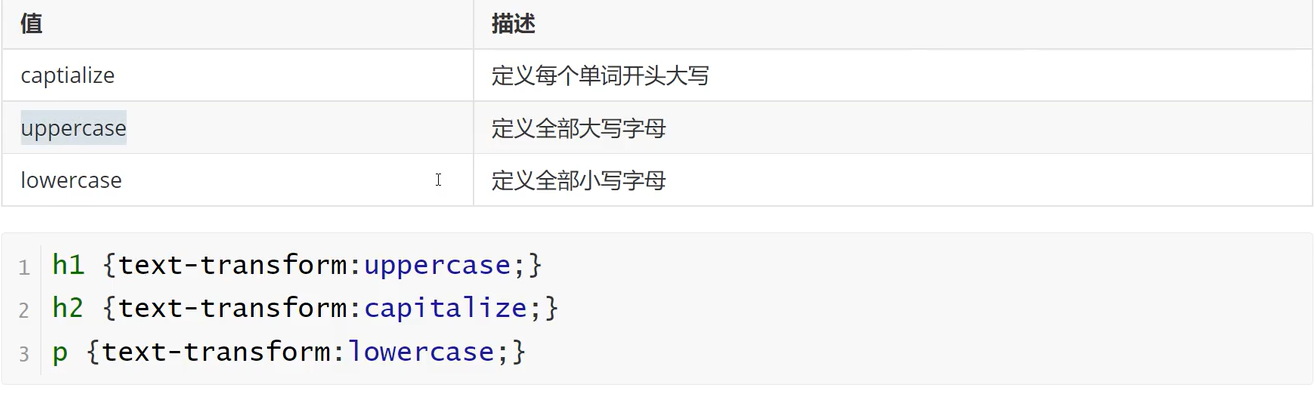 值 描述
captialize 定义每个单词开头大写
uppercase 定义全部大写字母
lowercase 定义全部小写字母
1 h1 {text-transform:uppercase;}
2 h2 {text-transform:capitalize;}
3 p {text-transform:lowercase;}